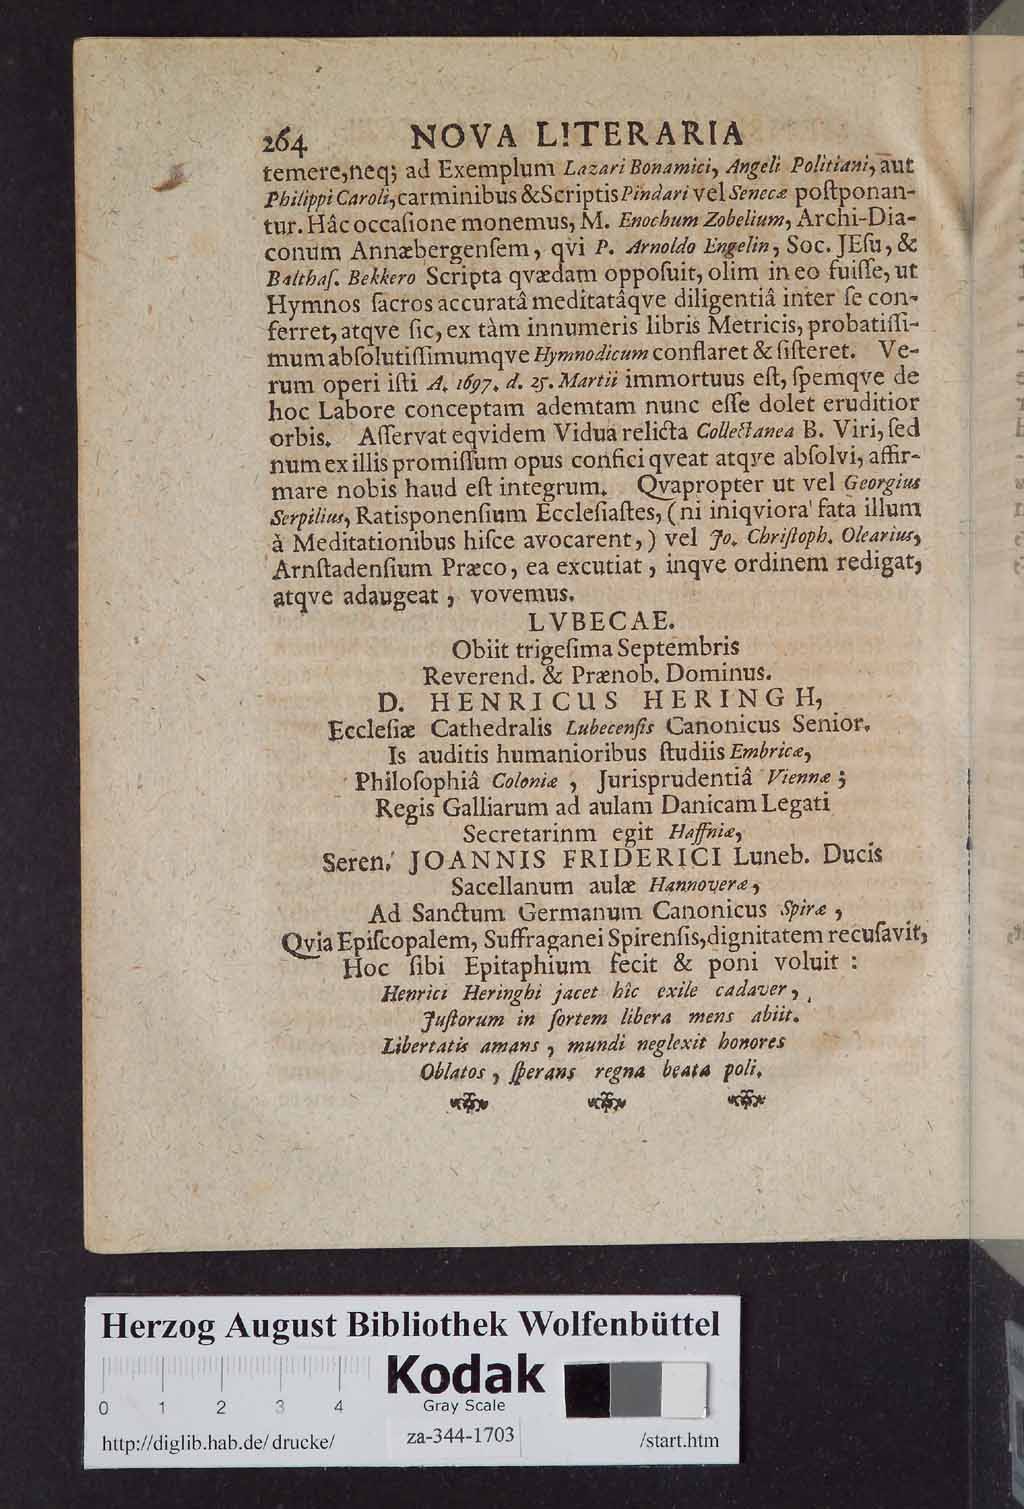 264 NOVA L!TERARIA
temere,neq; ad Exemplum Lazari Bonamici, Angeli Politiani, aut
Philippi Caroli, carminibus &Scriptis Pindari vel Senecæ poſtponan-
tur. Hâc occaſione monemus, M. Enochum Zobelium, Archi-Dia-
conum Annæbergenſem, qvi P. Arnoldo Engelin, Soc. JEſu, &
Balthaſ. Bekkero Scripta qvædam oppoſuit, olim in eo fuiſſe, ut
Hymnos ſacros accuratâ meditatâqve diligentiâ inter ſe con-
ferret, atqve ſic, ex tàm innumeris libris Metricis, probatiſſi-
mum abſolutiſſimumqve Hymnodicum conflaret & ſiſteret. Ve-
rum operi iſti A. 1697. d. 25. Martii immortuus eſt, ſpemqve de
hoc Labore conceptam ademtam nunc eſſe dolet eruditior
orbis. Aſſervat eqvidem Vidua relicta Collectanea B. Viri, ſed
num ex illis promiſſum opus confici qveat atqve abſolvi, affir-
mare nobis haud eſt integrum. Qvapropter ut vel Georgius
Serpilius, Ratisponenſium Eccleſiaſtes, (ni iniqviora fata illum
à Meditationibus hiſce avocarent,) vel Jo. Chriſtoph. Olearius,
Arnſtadenſium Præco, ea excutiat, inqve ordinem redigat,
atqve adaugeat, vovemus.
LVBECAE.
Obiit trigeſima Septembris
Reverend. & Prænob. Dominus.
D. HENRICUS HERINGH,
Eccleſiæ Cathedralis Lubecenſis Canonicus Senior.
Is auditis humanioribus ſtudiis Embricæ,
Philoſophiâ Coloniæ, Jurisprudentiâ Viennæ;
Regis Galliarum ad aulam Danicam Legati
Secretarinm egit Haffniæ,
Seren. JOANNIS FRIDERICI Luneb. Ducis
Sacellanum aulæ Hannoveræ,
Ad Sanctum Germanum Canonicus Spiræ,
Qvia Epiſcopalem, Suffraganei Spirenſis, dignitatem recuſavit,
Hoc ſibi Epitaphium fecit & poni voluit :
Henrici Heringhi jacet hîc exile cadaver,
Juſtorum in ſortem libera mens abiit.
Libertatis amans, mundi neglexit honores
Oblatos, ſperans regna beata poli.
Herzog August Bibliothek Wolfenbüttel
Kodak
Gray Scale
0 1 2 3 4
http://diglib.hab.de/drucke/ za-344-1703 /start.htm